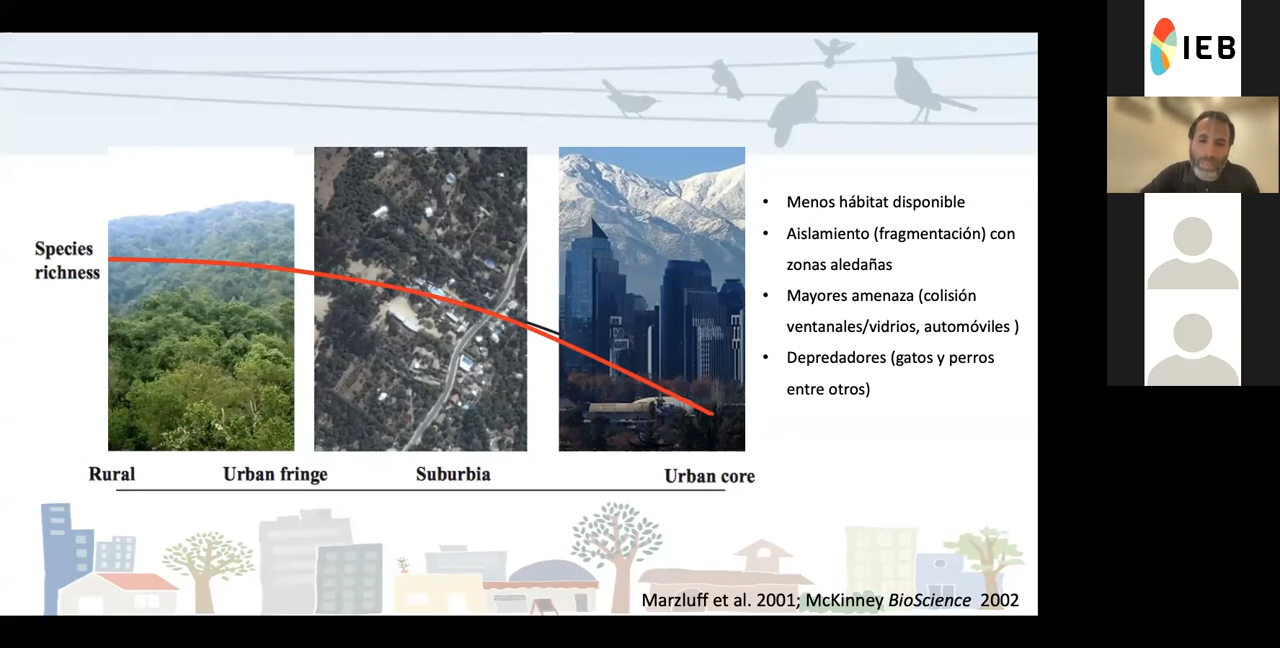 IEB
Species
richness
• Menos hábitat disponible
• Aislamiento (fragmentación) con
zonas aledañas
• Mayores amenaza (colisión
ventanales/vidrios, automóviles )
• Depredadores (gatos y perros
entre otros)
Rural
Urban fringe
Suburbia
Urban core
Marzluff et al. 2001; McKinney BioScience 2002